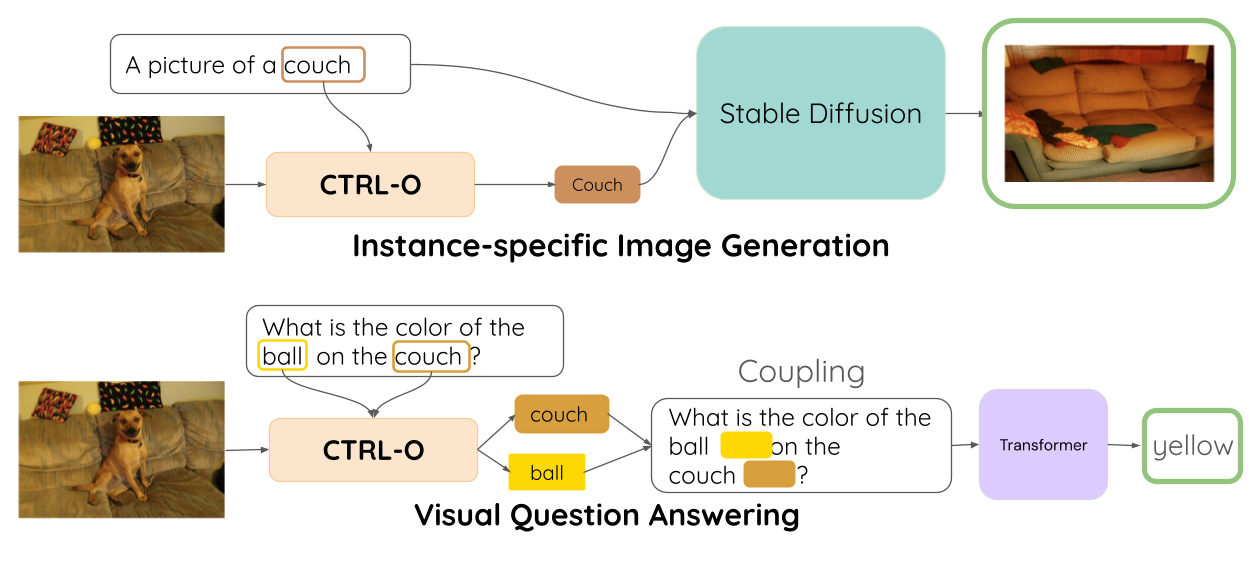 A picture of a couch
CTRL-O
Couch
Stable Diffusion
Instance-specific Image Generation
What is the color of the
ball on the couch ?
CTRL-O
couch
ball
Coupling
What is the color of the
ball on the
couch ?
Transformer
yellow
Visual Question Answering